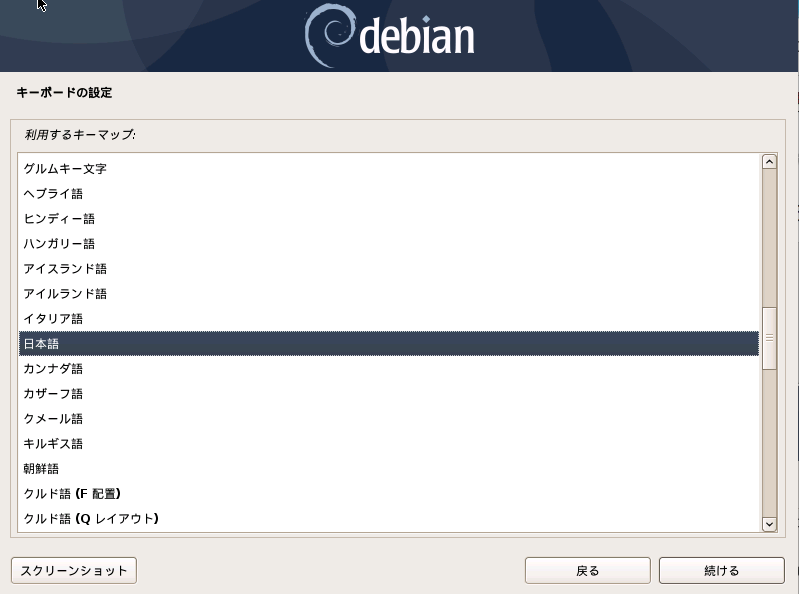 debian
キーボードの設定
利用するキーマップ:
グルムキー文字
ヘブライ語
ヒンディー語
ハンガリー語
アイスランド語
アイルランド語
イタリア語
日本語
カンナダ語
カザーフ語
クメール語
キルギス語
朝鮮語
クルド語 (F 配置)
クルド語 (Q レイアウト)
スクリーンショット
戻る
続ける